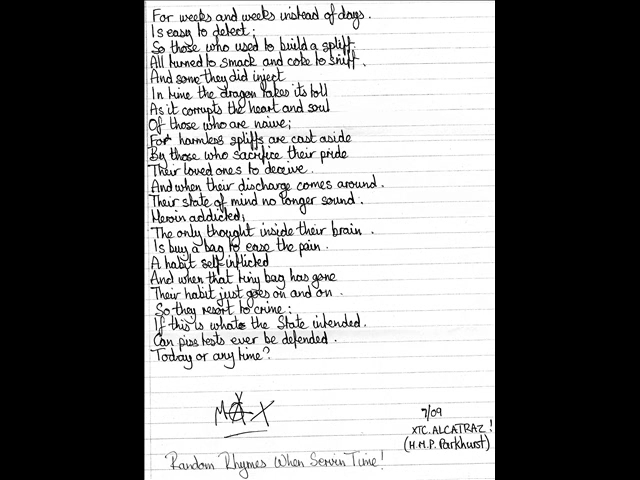 For weeks and weeks instead of days.
Is easy to detect;
So those who used to build a spliff.
All turned to smack and coke to sniff.
And some they did inject
In time the dragon takes its toll
As it corrupts the heart and soul
Of those who are naive;
For harmless spliffs are cast aside
By those who sacrifice their pride
Their loved ones to deceive.
And when their discharge comes around.
Their state of mind no longer sound.
Heroin addicted;
The only thought inside their brain.
Is buy a bag to ease the pain.
A habit self-inflicted
And when that tiny bag has gone
Their habit just goes on and on.
So they resort to crime:
If this is what the State intended.
Can piss tests ever be defended.
Today or any time?
MAX
7/09
XTC. ALCATRAZ!
(H.M.P. Parkhurst)
Random Rhymes When Servin Time!